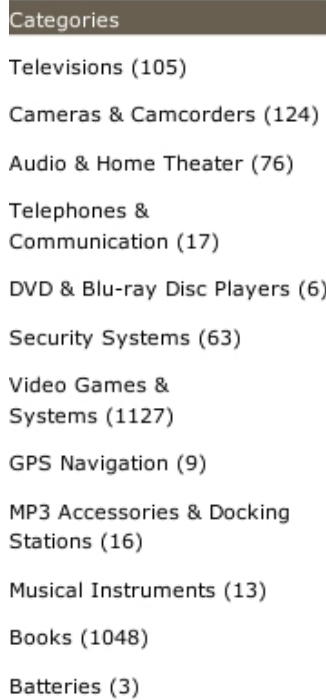 Categories
Televisions (105)
Cameras & Camcorders (124)
Audio & Home Theater (76)
Telephones &
Communication (17)
DVD & Blu-ray Disc Players (6)
Security Systems (63)
Video Games &
Systems (1127)
GPS Navigation (9)
MP3 Accessories & Docking
Stations (16)
Musical Instruments (13)
Books (1048)
Batteries (3)